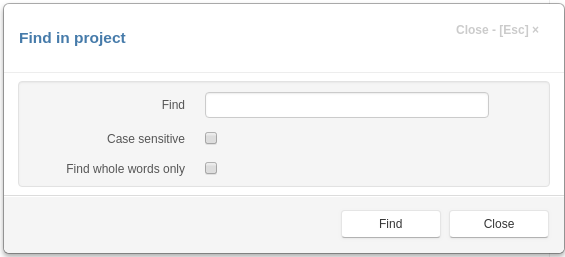 Find in project
Close - [Esc] ×
Find
Case sensitive
Find whole words only
Find
Close